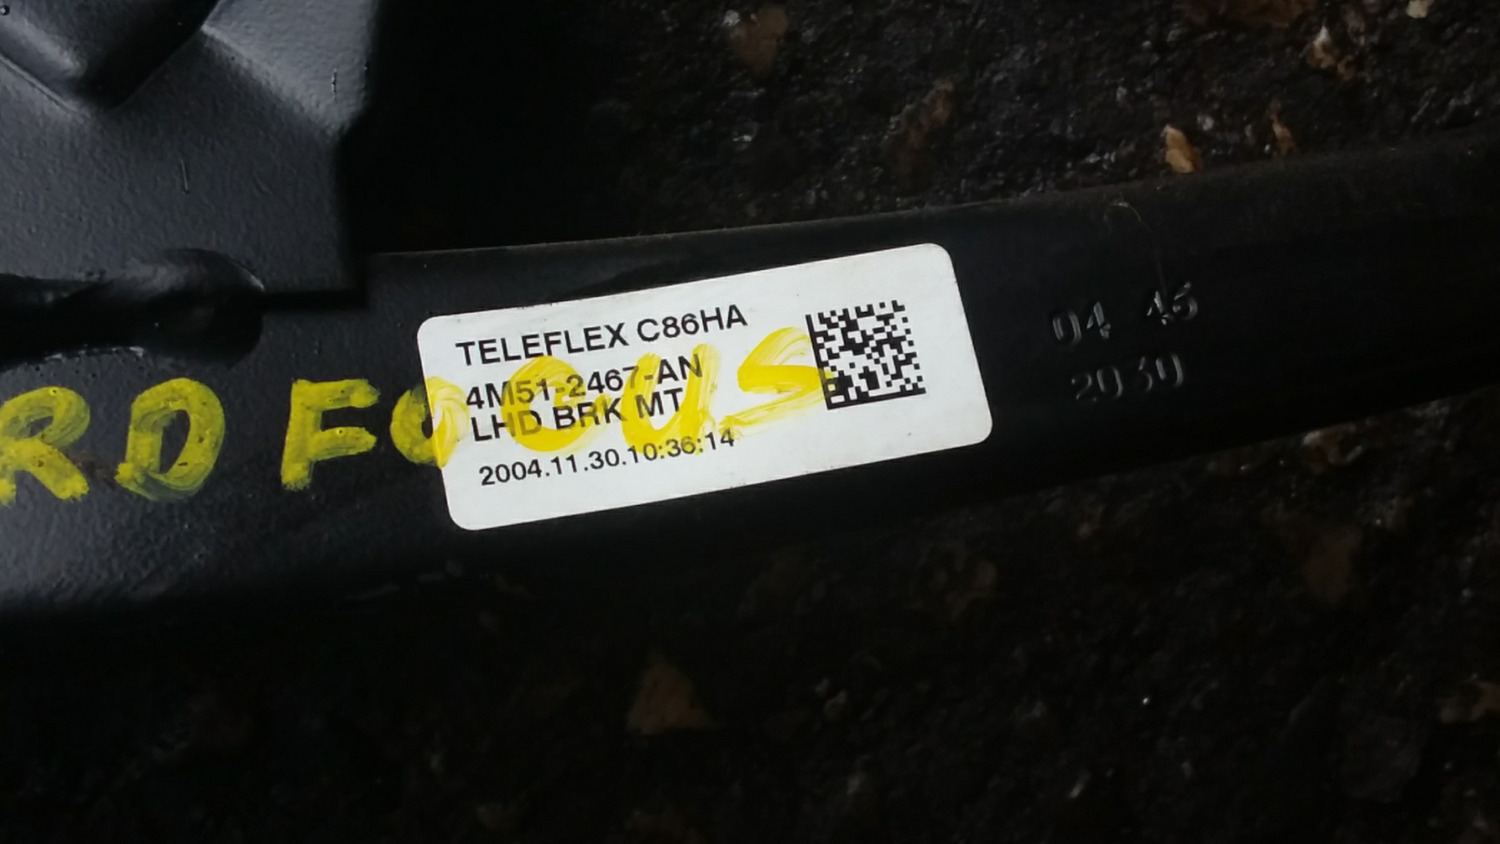 TELEFLEX C86HA
4M51-2467-AN
LHD BRK MT
2004.11.30.10:36:14
RD FOCUS
04 45
2030